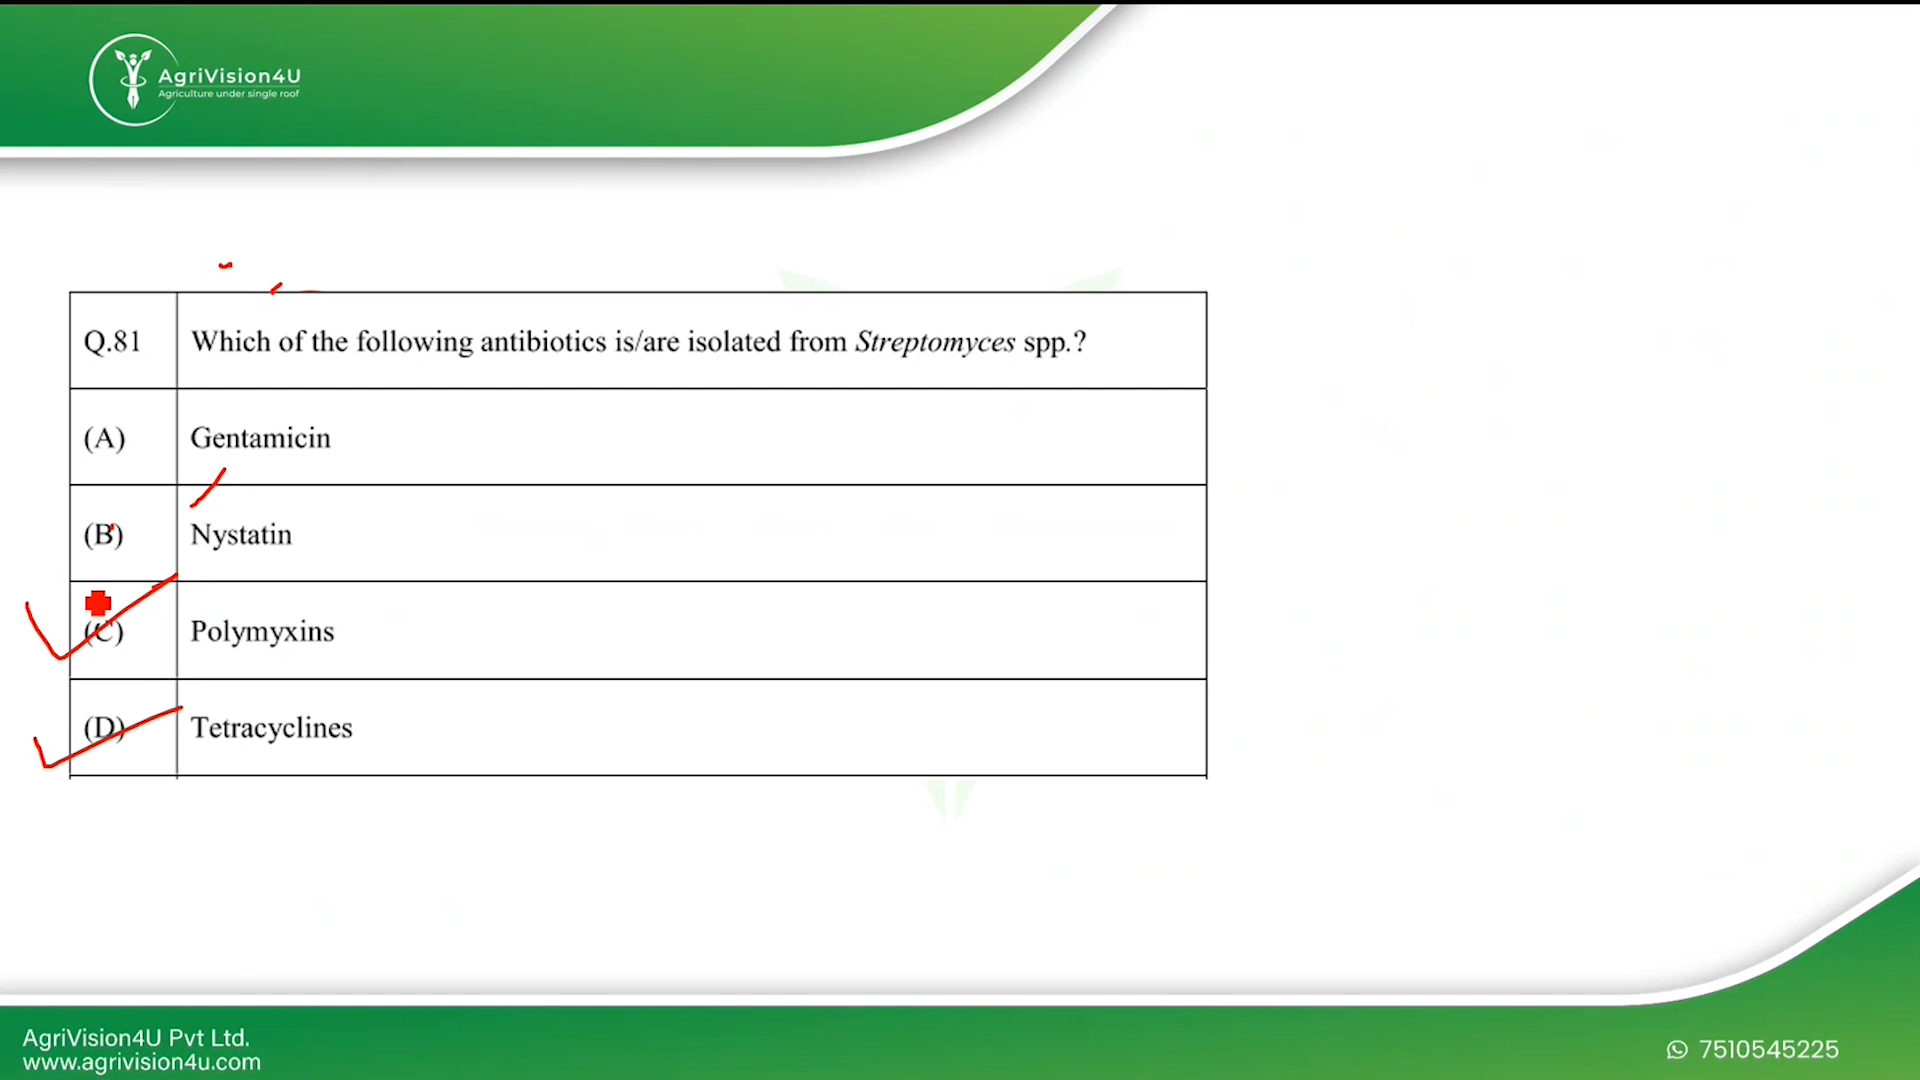 AgriVision4U
Agriculture under single roof
Q.81 Which of the following antibiotics is/are isolated from Streptomyces spp.?
(A) Gentamicin
(B) Nystatin
(C) Polymyxins
(D) Tetracyclines
AgriVision4U Pvt Ltd.
www.agrivision4u.com
7510545225